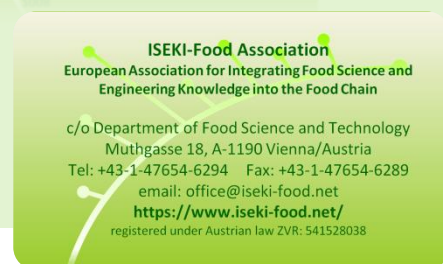 ISEKI-Food Association
European Association for Integrating Food Science and
Engineering Knowledge into the Food Chain
c/o Department of Food Science and Technology
Muthgasse 18, A-1190 Vienna/Austria
Tel: +43-1-47654-6294 Fax: +43-1-47654-6289
email: office@iseki-food.net
https://www.iseki-food.net/
registered under Austrian law ZVR: 541528038